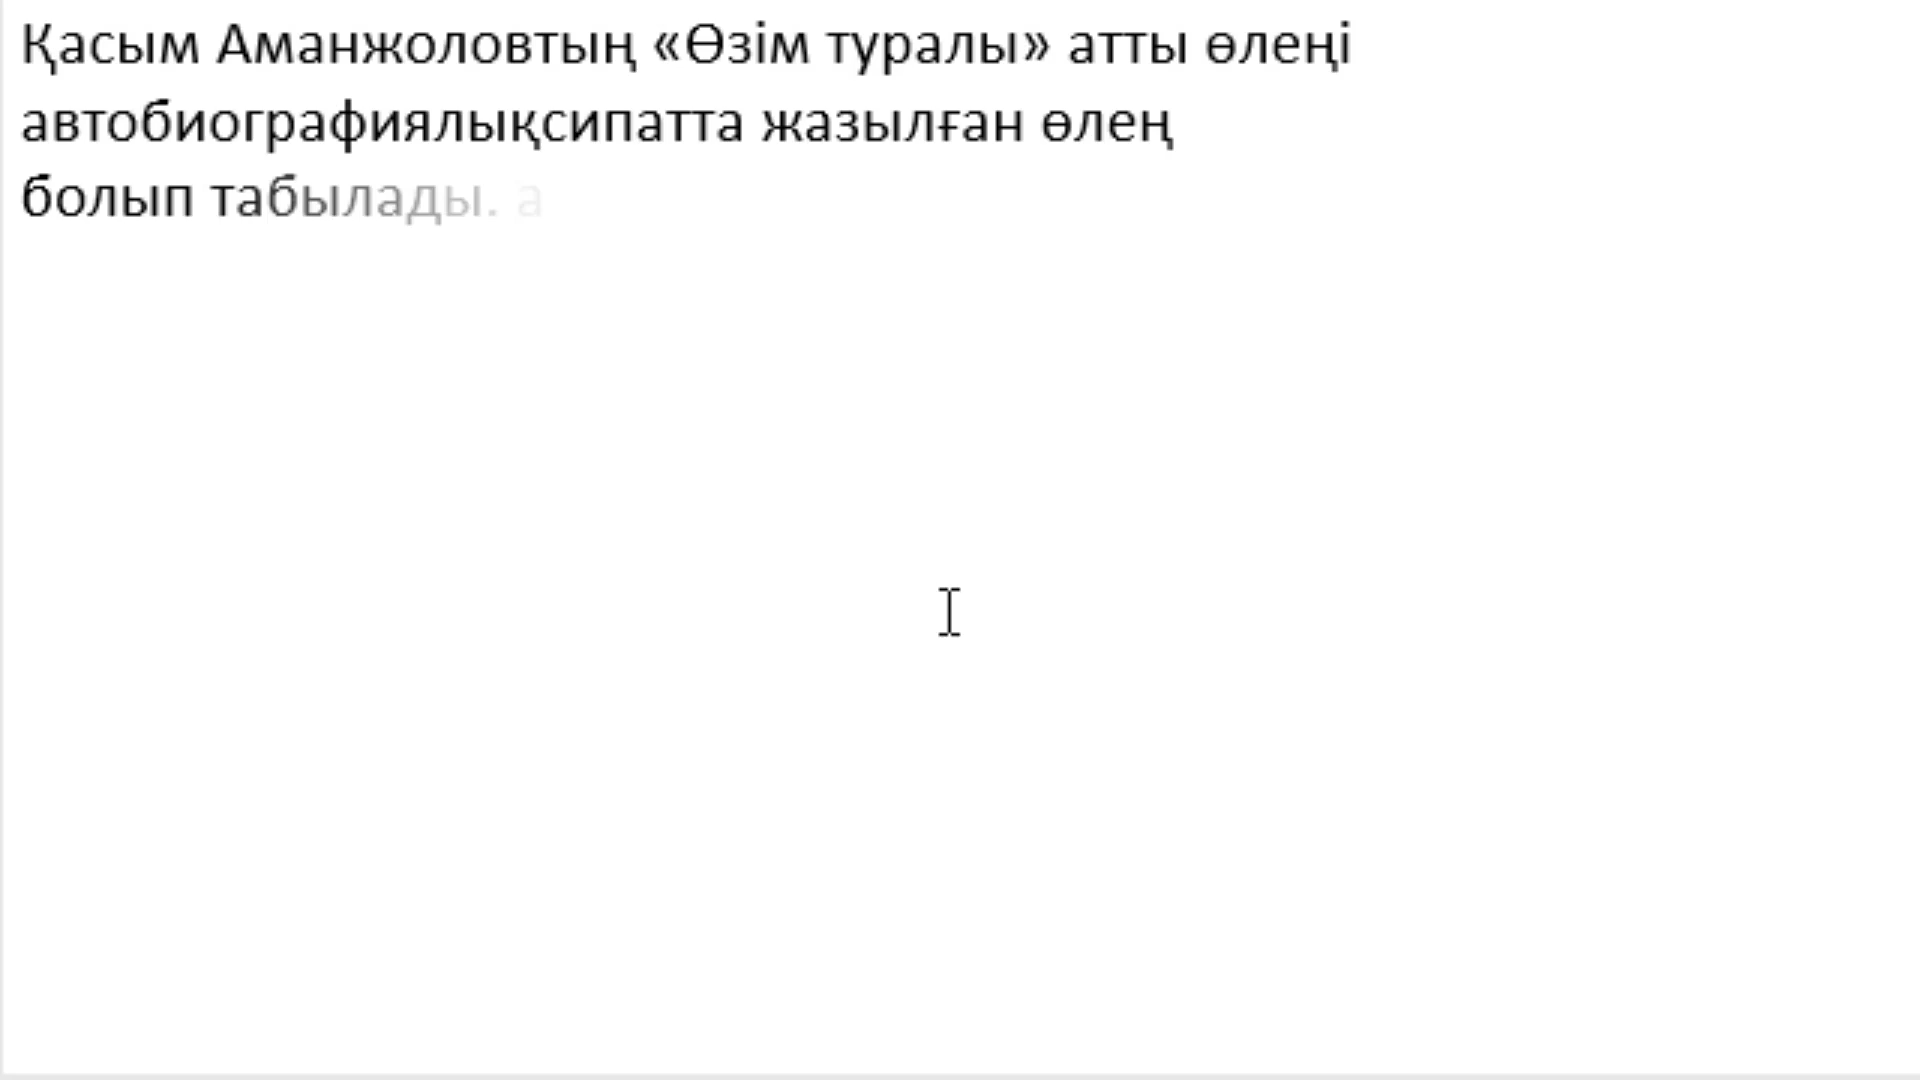 Қасым Аманжоловтың «Өзім туралы» атты өлеңі
автобиографиялықсипатта жазылған өлең
болып табылады. а